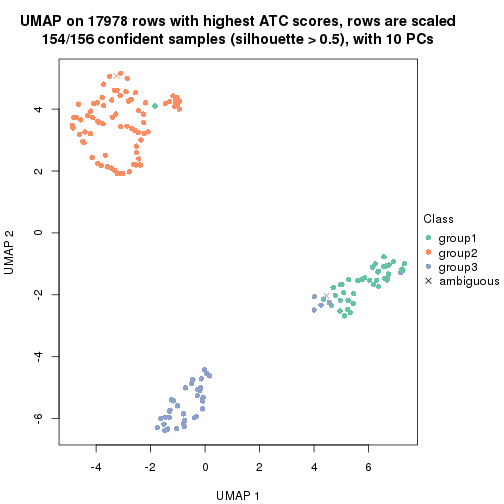 UMAP on 17978 rows with highest ATC scores, rows are scaled
154/156 confident samples (silhouette > 0.5), with 10 PCs
UMAP 2
4
2
0
-2
-4
-6
-4
-2
0
2
4
6
UMAP 1
Class
group1
group2
group3
ambiguous